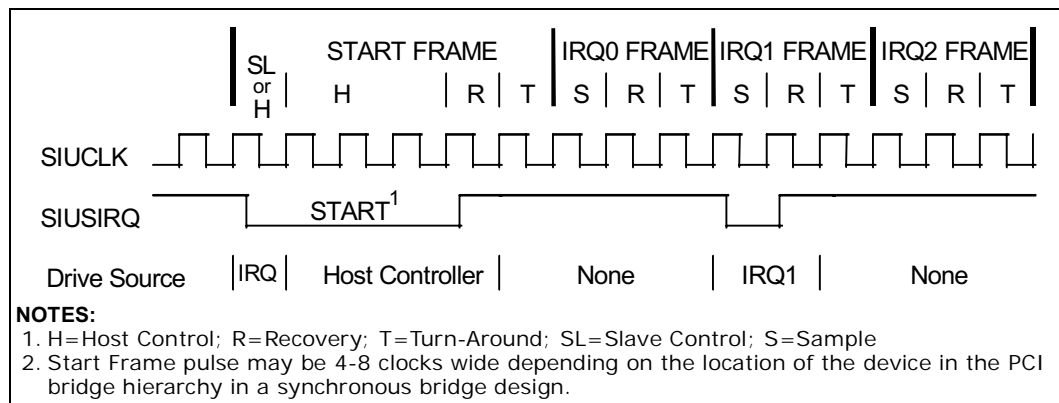 START FRAME IRQ0 FRAME IRQ1 FRAME IRQ2 FRAME
SL
or
H
H R T S R T S R T S R T
SIUCLK
SIUSIRQ START1
Drive Source IRQ Host Controller None IRQ1 None
NOTES:
1. H=Host Control; R=Recovery; T=Turn-Around; SL=Slave Control; S=Sample
2. Start Frame pulse may be 4-8 clocks wide depending on the location of the device in the PCI
bridge hierarchy in a synchronous bridge design.